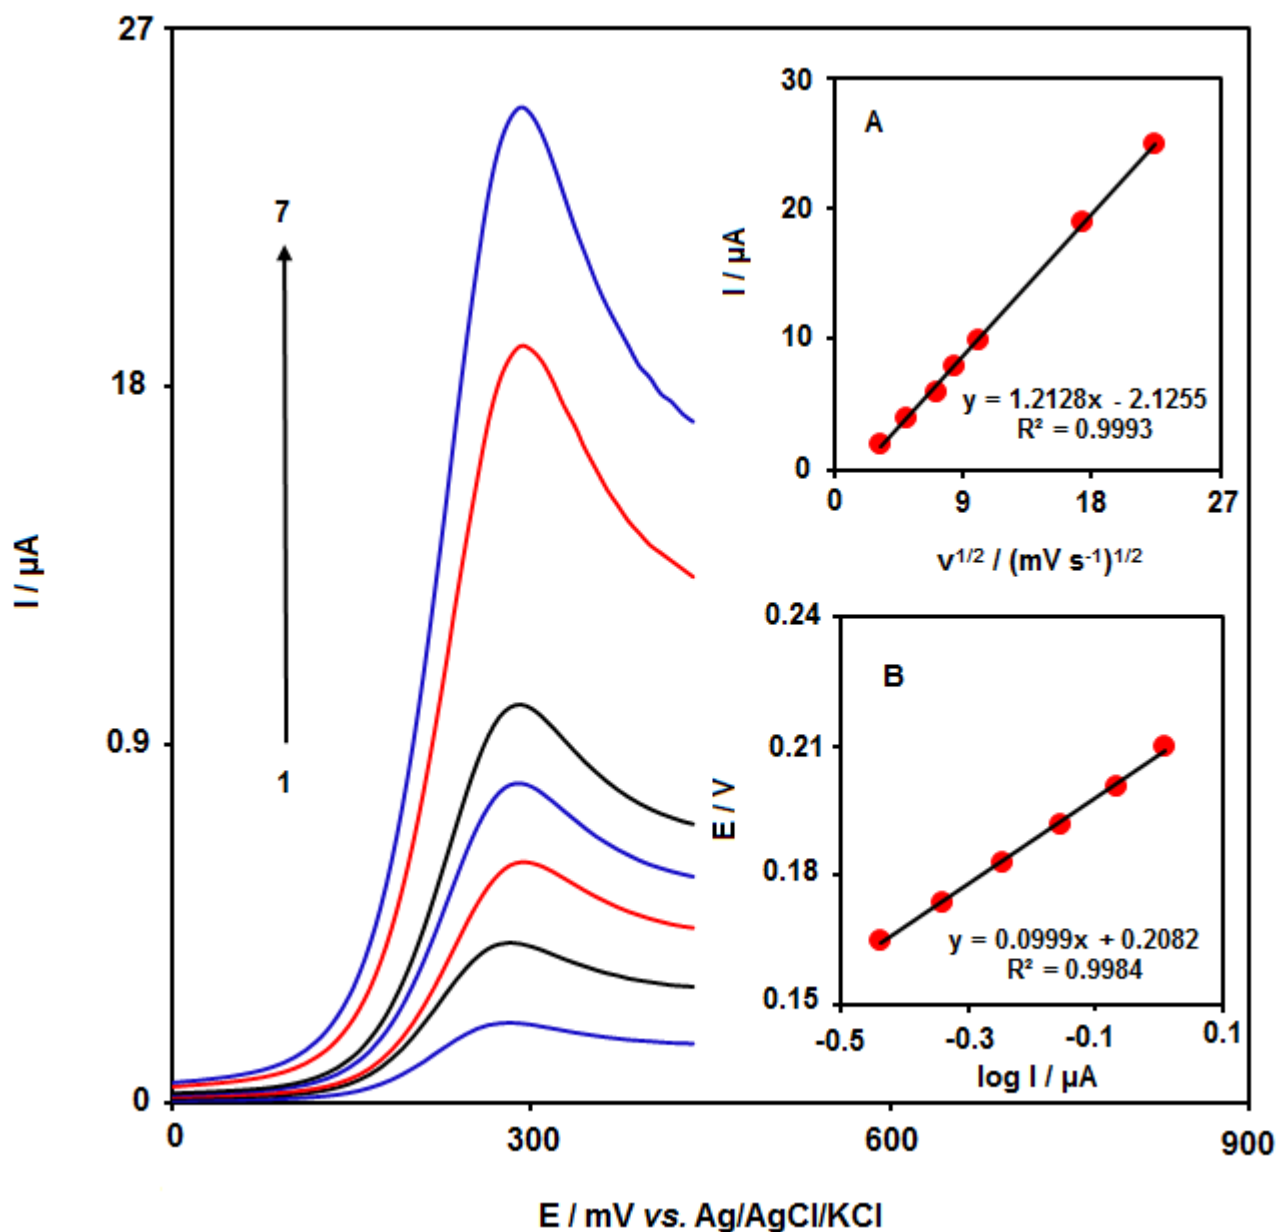 27
18
0.9
0
I / µA
7
1
0
300
600
900
E / mV vs. Ag/AgCl/KCl
A
30
20
10
0
I / µA
y = 1.2128x - 2.1255
R² = 0.9993
0
9
18
27
ν1/2 / (mV s-1)1/2
B
0.24
0.21
0.18
0.15
E / V
y = 0.0999x + 0.2082
R² = 0.9984
-0.5
-0.3
-0.1
0.1
log I / µA